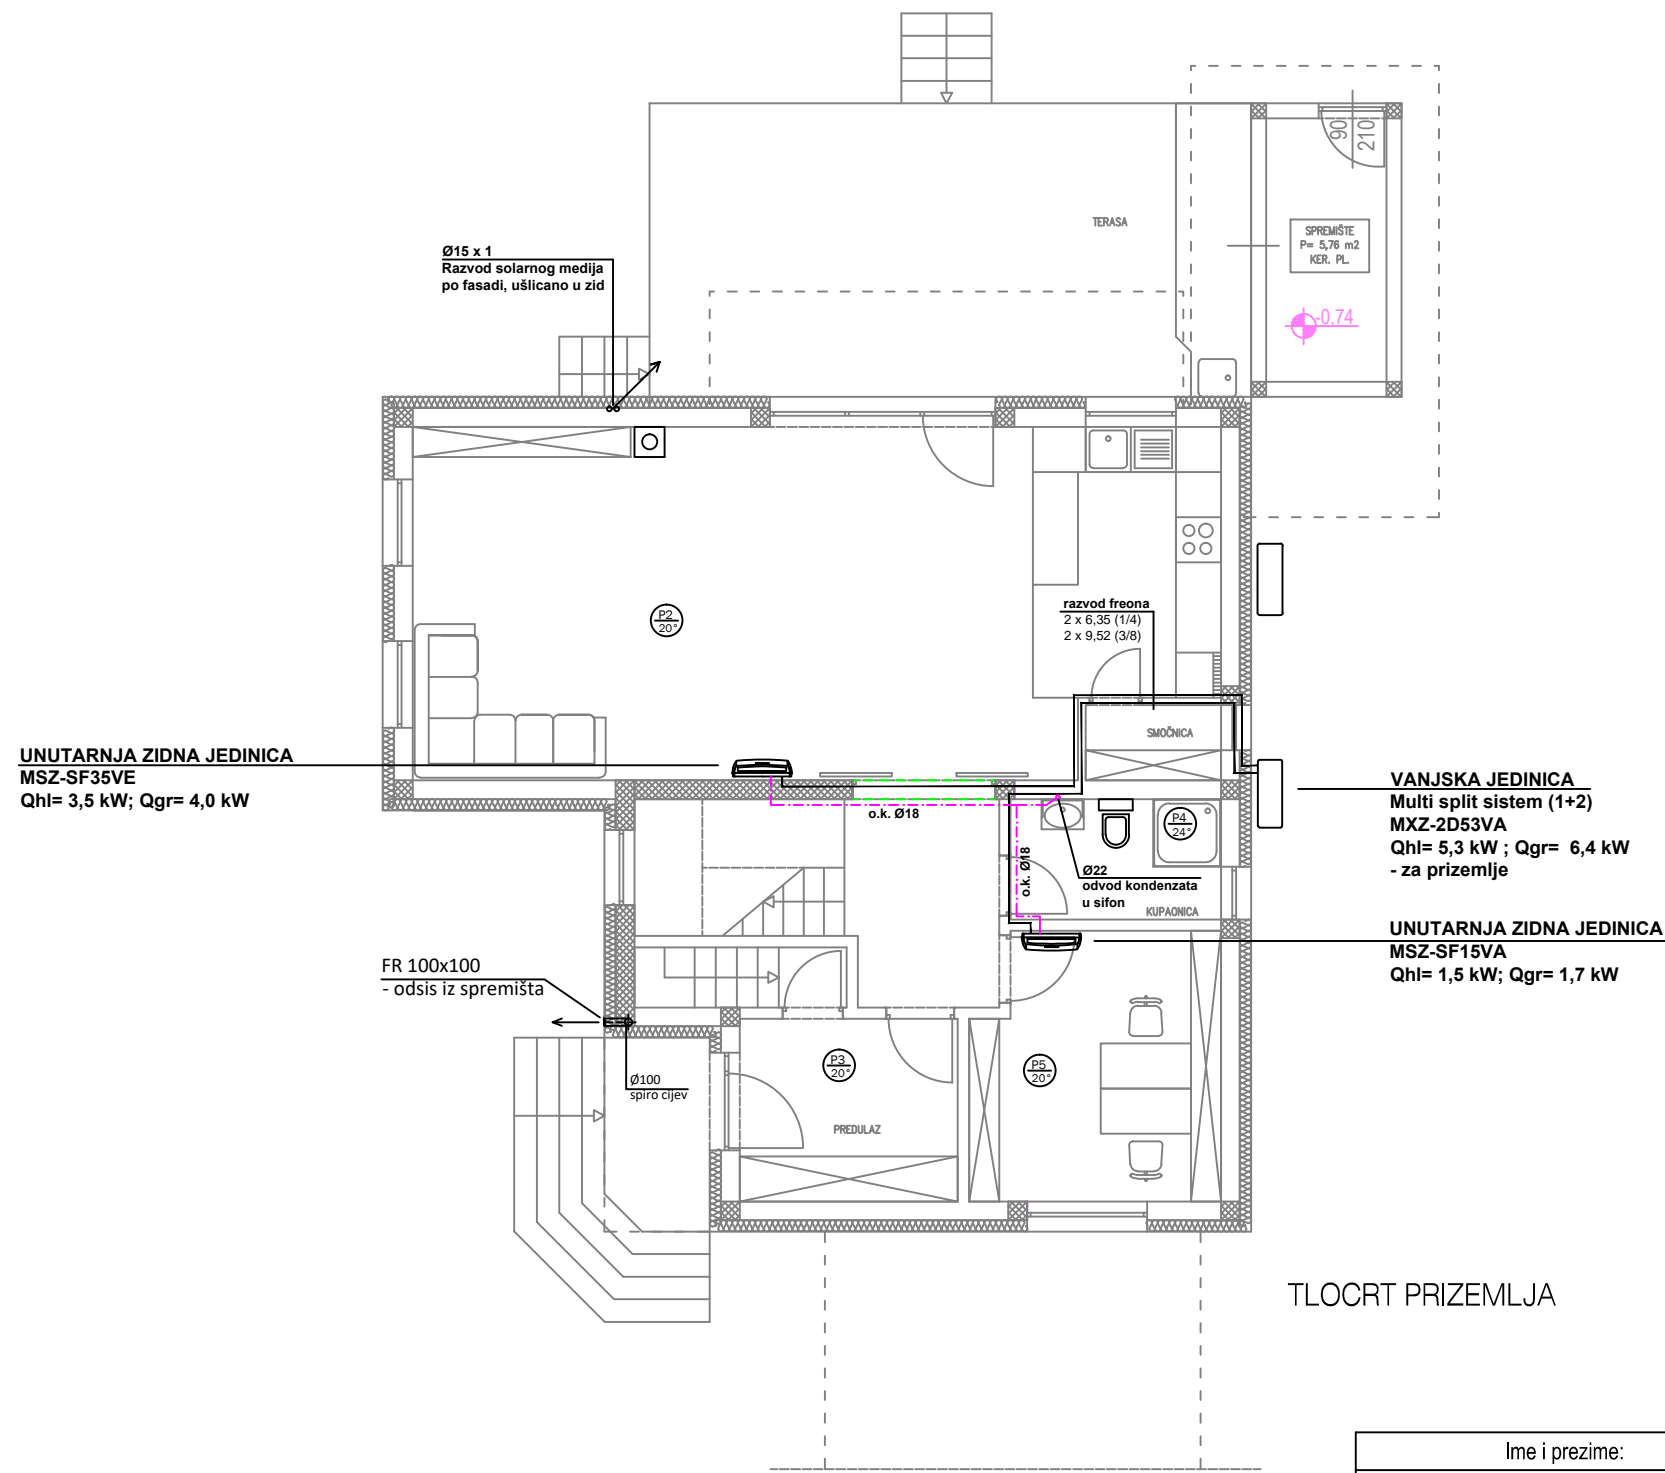 TERASA
90
210
SPREMIŠTE
P= 5,76 m2
KER. PL.
-0.74
Ø15 x 1
Razvod solarnog medija
po fasadi, ušlicano u zid
P2
20°
razvod freona
2 x 6,35 (1/4)
2 x 9,52 (3/8)
SMOČNICA
UNUTARNJA ZIDNA JEDINICA
MSZ-SF35VE
Qhl= 3,5 kW; Qgr= 4,0 kW
VANJSKA JEDINICA
Multi split sistem (1+2)
MXZ-2D53VA
Qhl= 5,3 kW ; Qgr= 6,4 kW
- za prizemlje
o.k. Ø18
P4
24°
o.k. Ø18
Ø22
odvod kondenzata
u sifon
KUPAONICA
UNUTARNJA ZIDNA JEDINICA
MSZ-SF15VA
Qhl= 1,5 kW; Qgr= 1,7 kW
FR 100x100
- odsis iz spremišta
Ø100
spiro cijev
P3
20°
P5
20°
PREDULAZ
TLOCRT PRIZEMLJA
Ime i prezime: